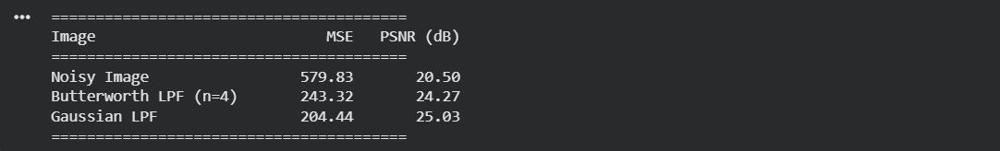 ••• ========================================
Image                          MSE   PSNR (dB)
========================================
Noisy Image                 579.83       20.50
Butterworth LPF (n=4)       243.32       24.27
Gaussian LPF                204.44       25.03
========================================